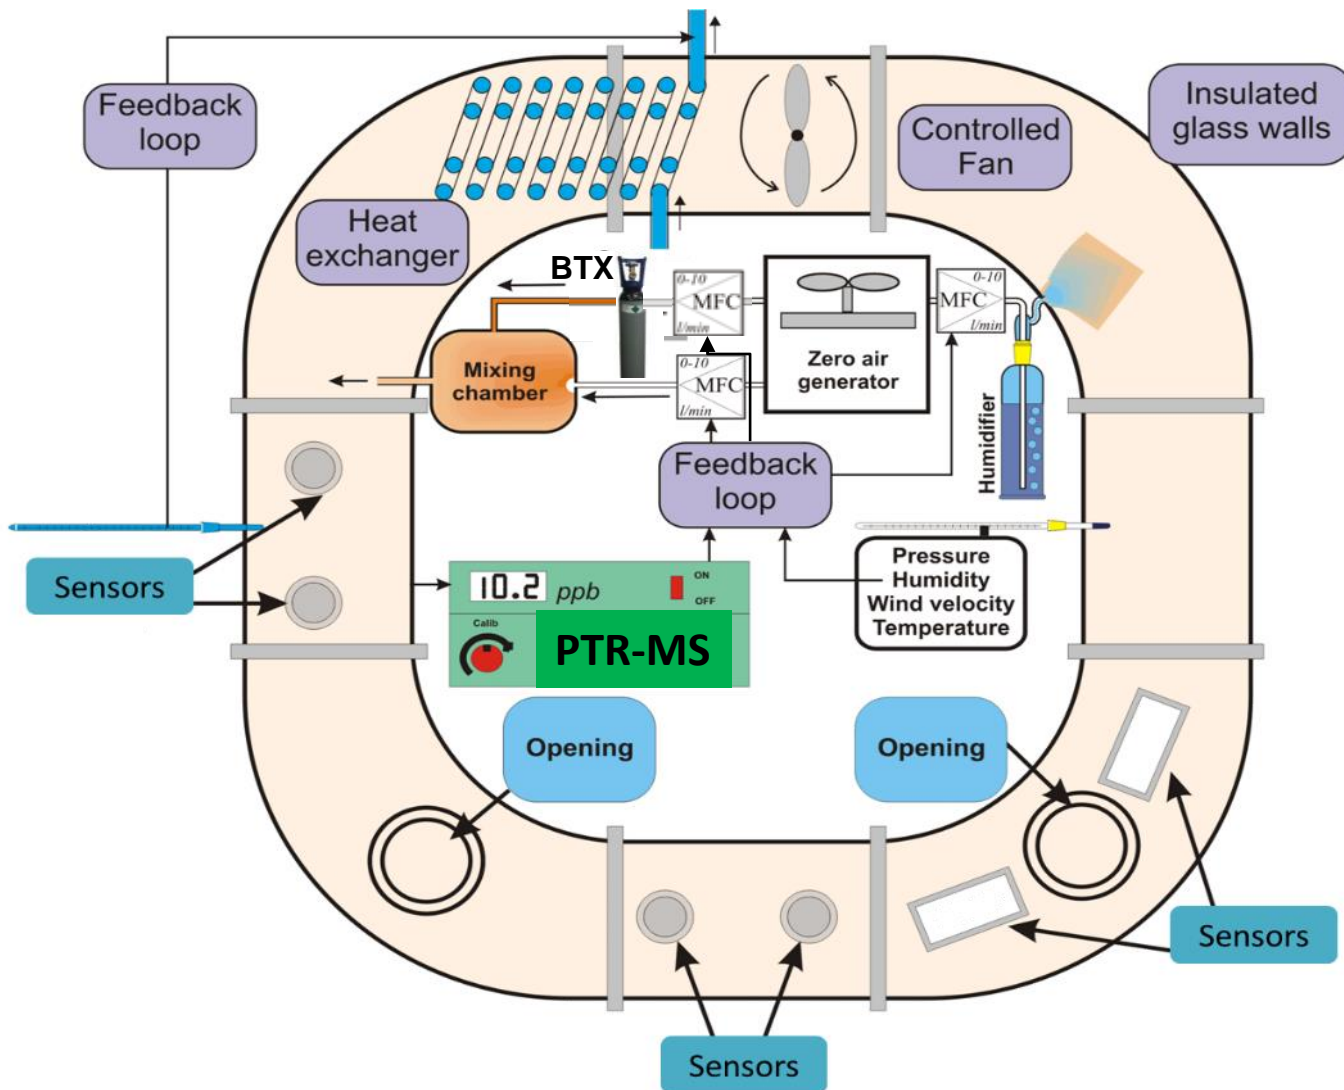 Feedback
loop
Insulated
glass walls
Controlled
Fan
Heat
exchanger
BTX
0-10
MFC
l/min
0-10
MFC
l/min
0-10
MFC
l/min
Zero air
generator
Mixing
chamber
Humidifier
Feedback
loop
Sensors
Pressure
Humidity
Wind velocity
Temperature
10.2 ppb
ON
OFF
Calib
PTR-MS
Opening
Opening
Sensors
Sensors